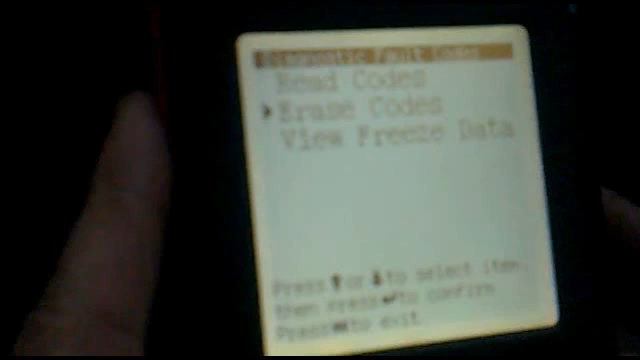 Diagnostic Fault Codes
Read Codes
Erase Codes
View Freeze Data
Press or to select item,
then press to confirm
Press to exit